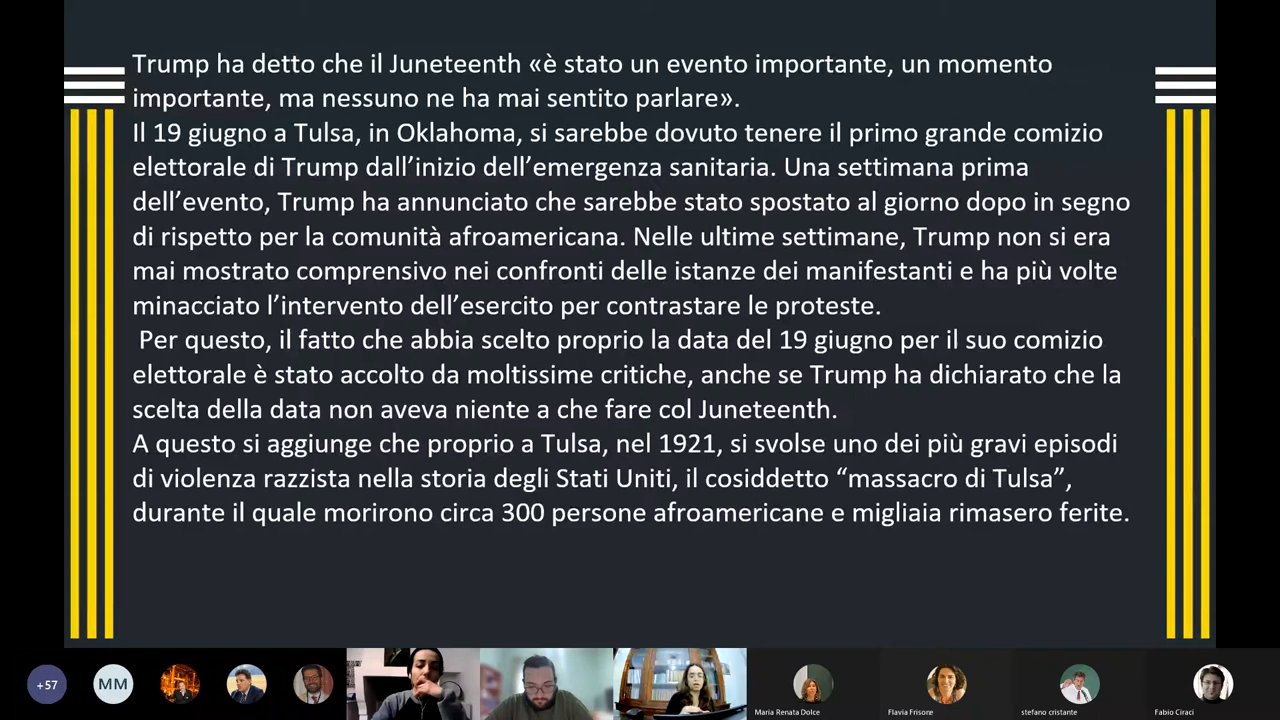 Trump ha detto che il Juneteenth «è stato un evento importante, un momento
importante, ma nessuno ne ha mai sentito parlare».
Il 19 giugno a Tulsa, in Oklahoma, si sarebbe dovuto tenere il primo grande comizio
elettorale di Trump dall’inizio dell’emergenza sanitaria. Una settimana prima
dell’evento, Trump ha annunciato che sarebbe stato spostato al giorno dopo in segno
di rispetto per la comunità afroamericana. Nelle ultime settimane, Trump non si era
mai mostrato comprensivo nei confronti delle istanze dei manifestanti e ha più volte
minacciato l’intervento dell’esercito per contrastare le proteste.
Per questo, il fatto che abbia scelto proprio la data del 19 giugno per il suo comizio
elettorale è stato accolto da moltissime critiche, anche se Trump ha dichiarato che la
scelta della data non aveva niente a che fare col Juneteenth.
A questo si aggiunge che proprio a Tulsa, nel 1921, si svolse uno dei più gravi episodi
di violenza razzista nella storia degli Stati Uniti, il cosiddetto “massacro di Tulsa”,
durante il quale morirono circa 300 persone afroamericane e migliaia rimasero ferite.
+57
MM
Maria Renata Dolce
Flavia Frisone
stefano cristante
Fabio Ciraci